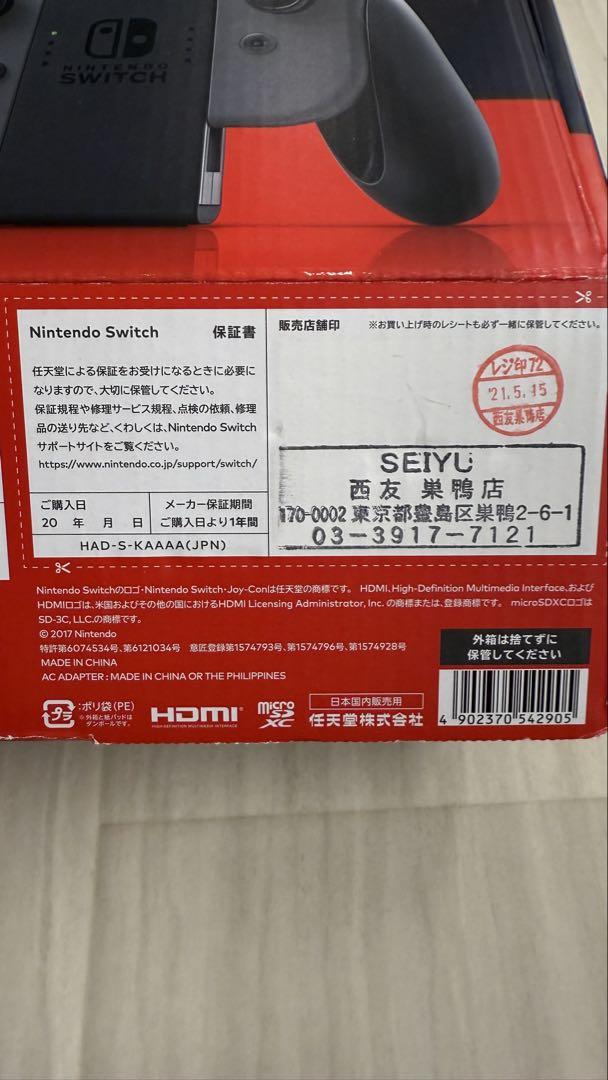 NINTENDO
SWITCH
Nintendo Switch 保証書
任天堂による保証をお受けになるときに必要に
なりますので、大切に保管してください。
保証規程や修理サービス規程、点検の依頼、修理
品の送り先など、くわしくは、Nintendo Switch
サポートサイトをご覧ください。
https://www.nintendo.co.jp/support/switch/
ご購入日
20 年 月 日
メーカー保証期間
ご購入日より1年間
HAD-S-KAAAA(JPN)
販売店舗印 ※お買い上げ時のレシートも必ず一緒に保管してください。
レジ印72
'21.5.15
西友巣鴨店
SEIYU
西友 巣鴨店
170-0002 東京都豊島区巣鴨2-6-1
03-3917-7121
Nintendo Switchのロゴ・Nintendo Switch・Joy-Conは任天堂の商標です。 HDMI、High-Definition Multimedia Interface、および
HDMIロゴは、米国およびその他の国におけるHDMI Licensing Administrator, Inc. の商標または、登録商標です。 microSDXCロゴは
SD-3C, LLC.の商標です。
© 2017 Nintendo
特許第6074534号、第6121034号 意匠登録第1574793号、第1574796号、第1574928号
MADE IN CHINA
AC ADAPTER : MADE IN CHINA OR THE PHILIPPINES
外箱は捨てずに
保管してください
プラ
:ポリ袋(PE)
※外箱と紙パッドは
ダンボールです。
HDMI
HIGH-DEFINITION MULTIMEDIA INTERFACE
micro
SD
XC
日本国内販売用
任天堂株式会社
4 902370 542905